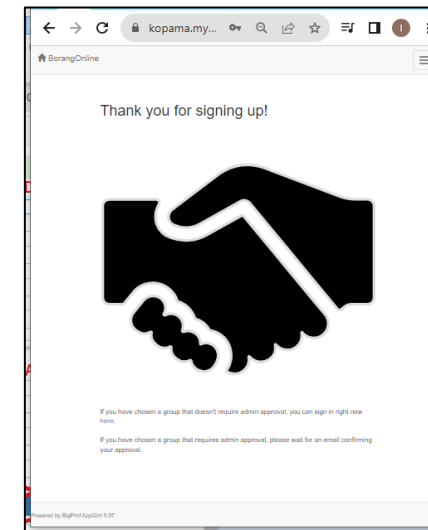 kopama.my...
I
BorangOnline
Thank you for signing up!
If you have chosen a group that doesn't require admin approval, you can sign in right now
here.
If you have chosen a group that requires admin approval, please wait for an email confirming
your approval.
Powered by BigProf AppGini 5.97